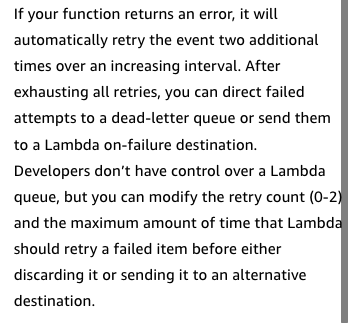 If your function returns an error, it will
automatically retry the event two additional
times over an increasing interval. After
exhausting all retries, you can direct failed
attempts to a dead-letter queue or send them
to a Lambda on-failure destination.
Developers don’t have control over a Lambda
queue, but you can modify the retry count (0-2)
and the maximum amount of time that Lambda
should retry a failed item before either
discarding it or sending it to an alternative
destination.